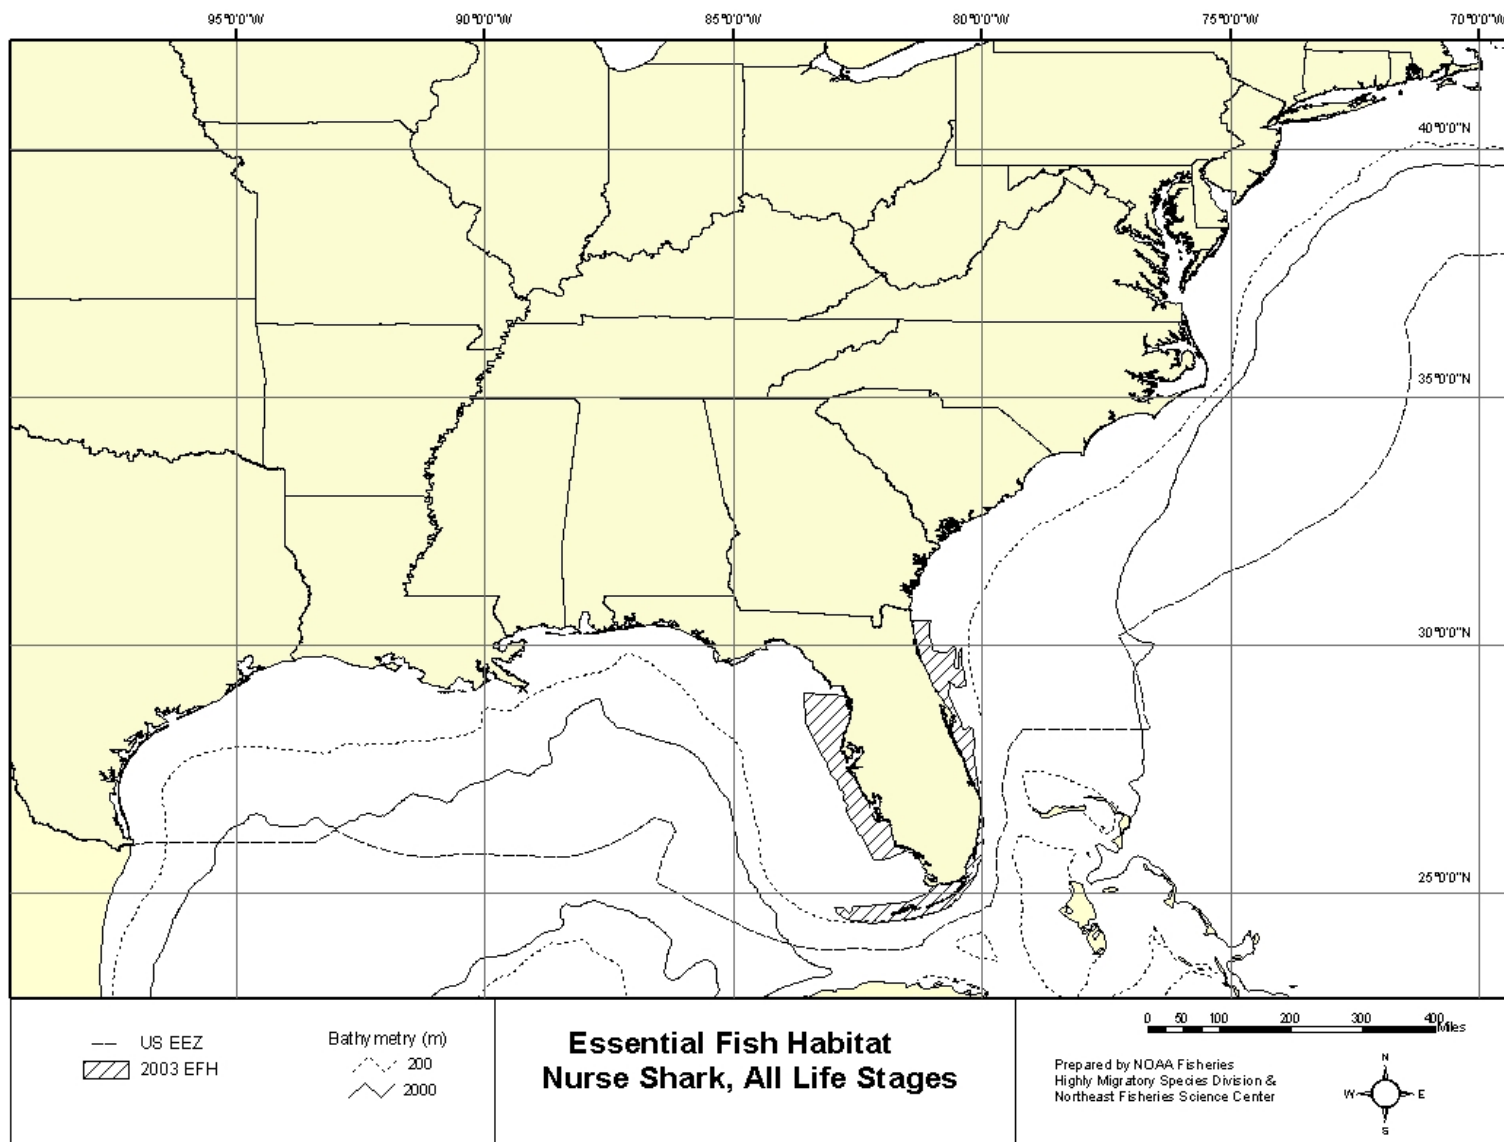 95°0'0"W 90°0'0"W 85°0'0"W 80°0'0"W 75°0'0"W 70°0'0"W
40°0'0"N
35°0'0"N
30°0'0"N
25°0'0"N
US EEZ
2003 EFH
Bathymetry (m)
200
2000
Essential Fish Habitat
Nurse Shark, All Life Stages
0 50 100 200 300 400
Miles
Prepared by NOAA Fisheries
Highly Migratory Species Division &
Northeast Fisheries Science Center
N
W E
S